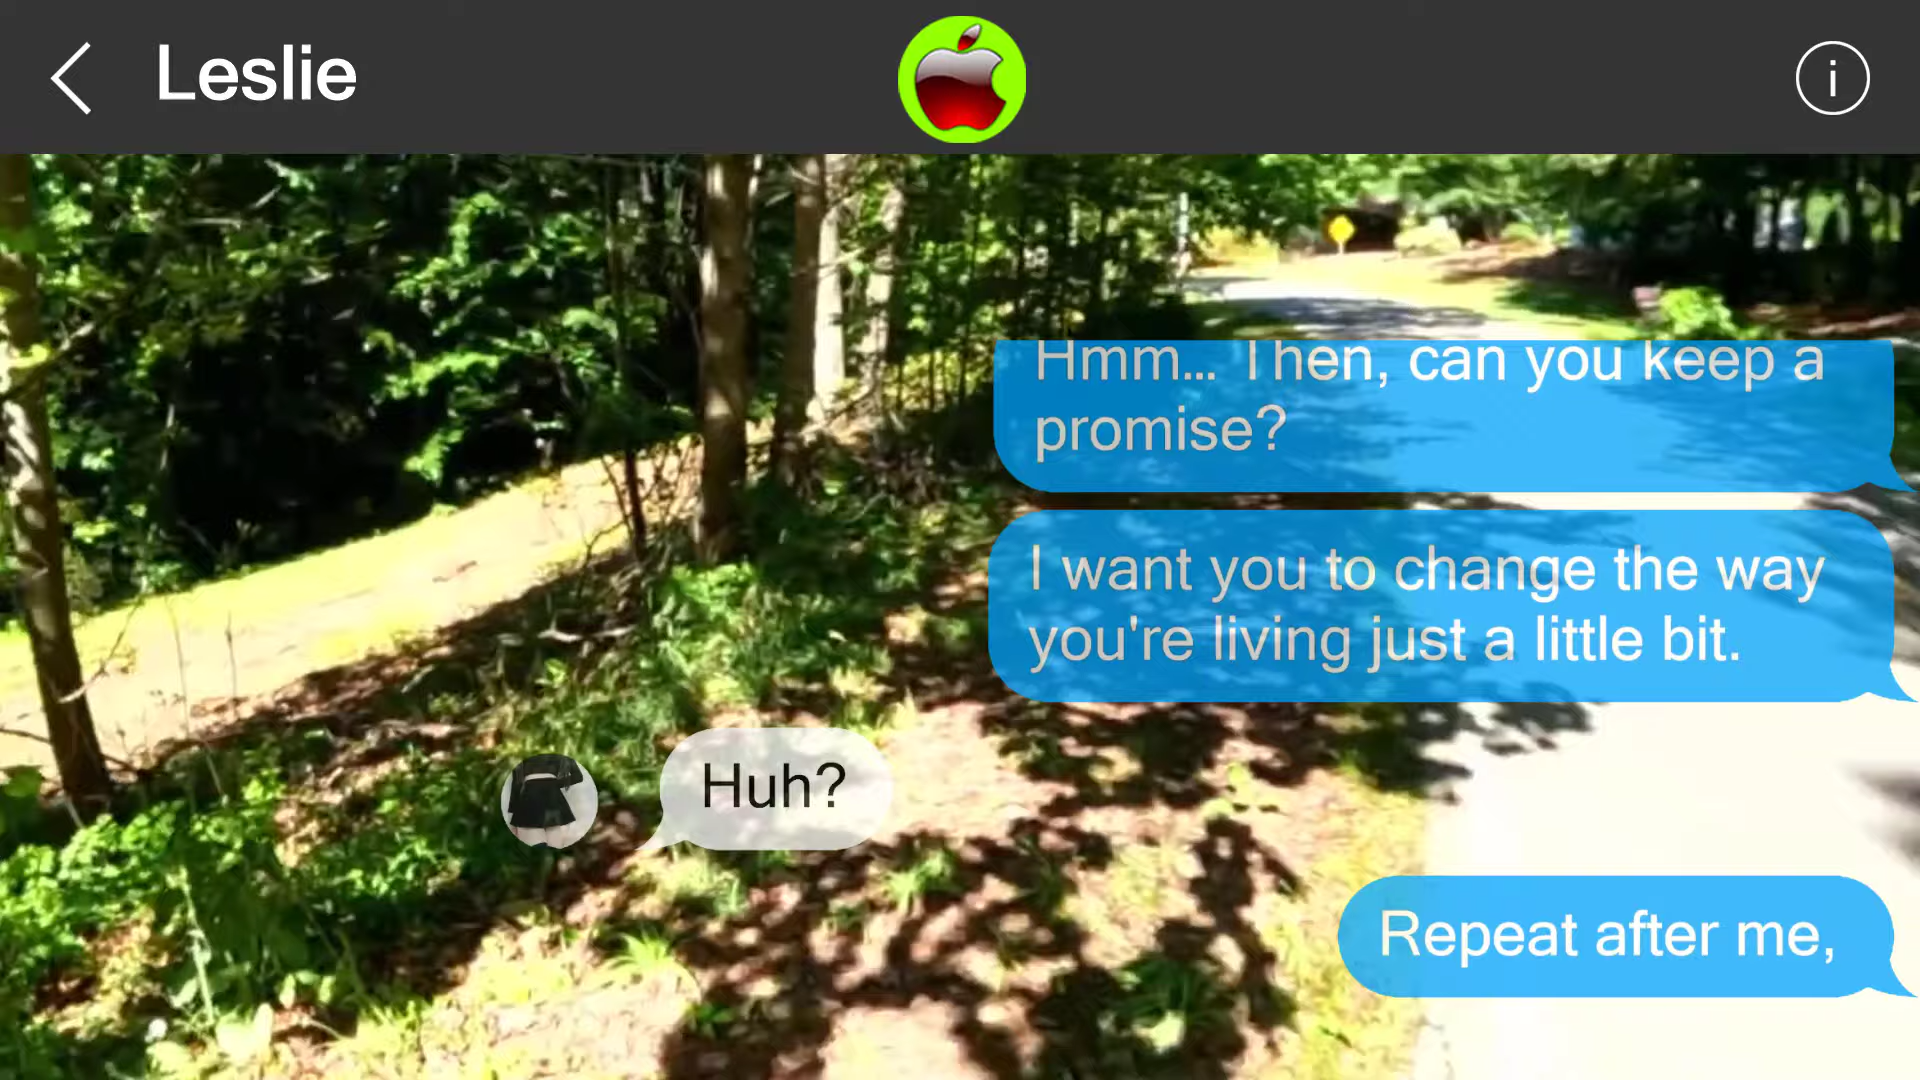 Leslie
i
Hmm... Then, can you keep a
promise?
I want you to change the way
you're living just a little bit.
Huh?
Repeat after me,